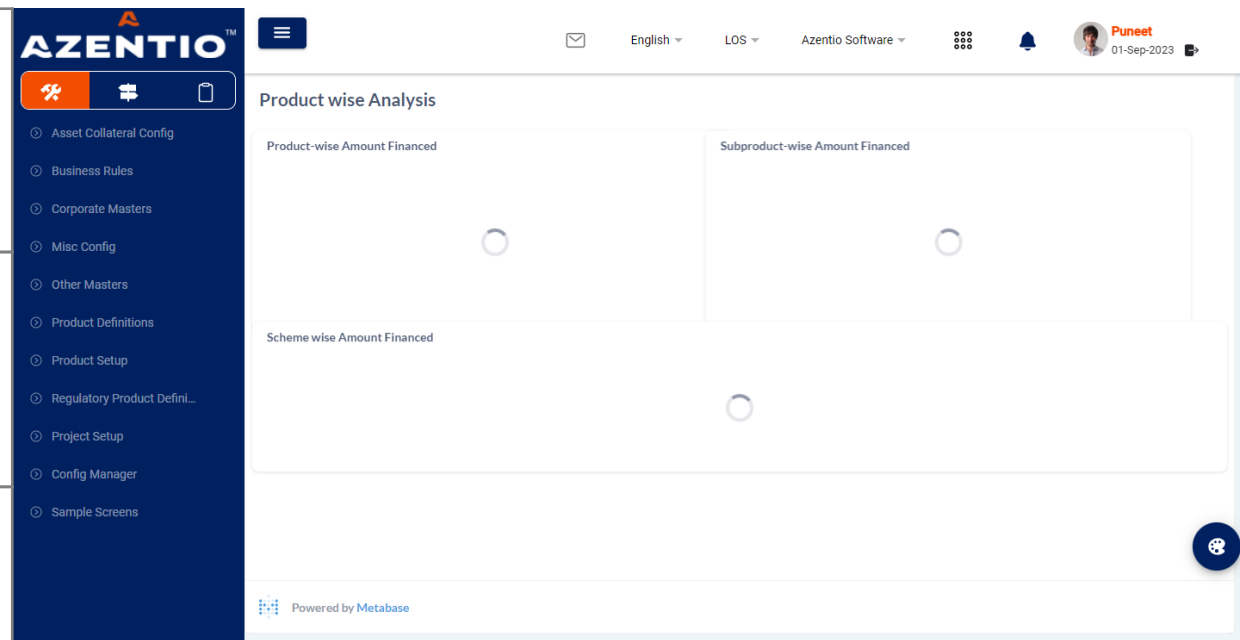 AZENTIO™
English
LOS
Azentio Software
Puneet
01-Sep-2023
Asset Collateral Config
Business Rules
Corporate Masters
Misc Config
Other Masters
Product Definitions
Product Setup
Regulatory Product Defini...
Project Setup
Config Manager
Sample Screens
Product wise Analysis
Product-wise Amount Financed
Subproduct-wise Amount Financed
Scheme wise Amount Financed
Powered by Metabase